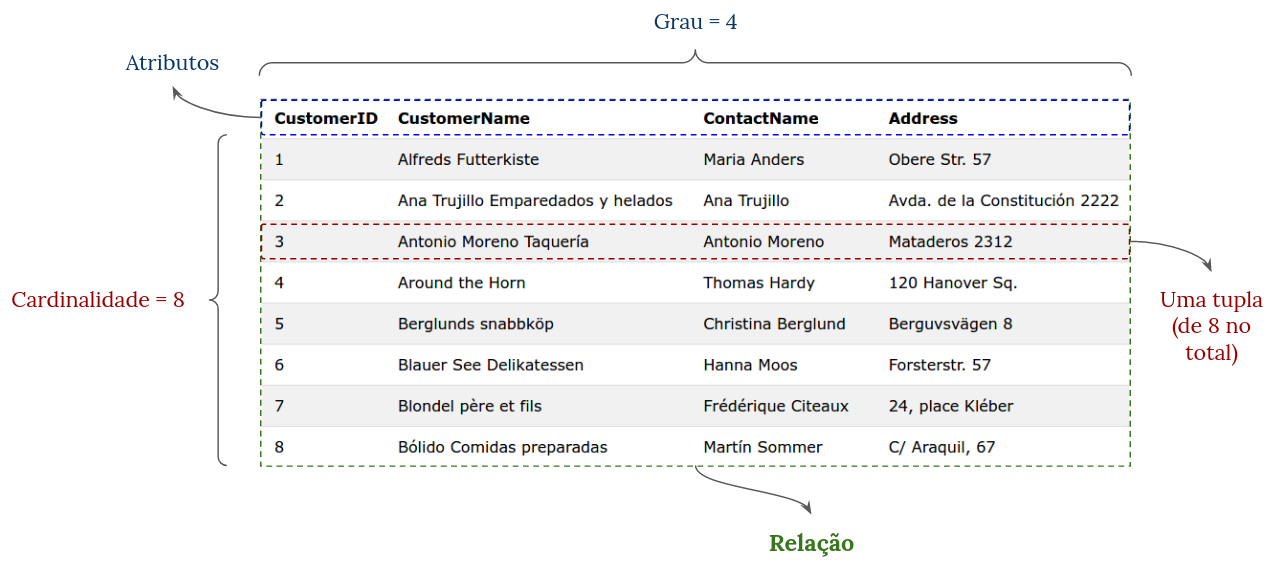 Grau = 4
Atributos
CustomerID CustomerName ContactName Address
1 Alfreds Futterkiste Maria Anders Obere Str. 57
2 Ana Trujillo Emparedados y helados Ana Trujillo Avda. de la Constitución 2222
3 Antonio Moreno Taquería Antonio Moreno Mataderos 2312
4 Around the Horn Thomas Hardy 120 Hanover Sq.
Cardinalidade = 8
Uma tupla
(de 8 no
total)
5 Berglunds snabbköp Christina Berglund Berguvsvägen 8
6 Blauer See Delikatessen Hanna Moos Forsterstr. 57
7 Blondel père et fils Frédérique Citeaux 24, place Kléber
8 Bólido Comidas preparadas Martín Sommer C/ Araquil, 67
Relação